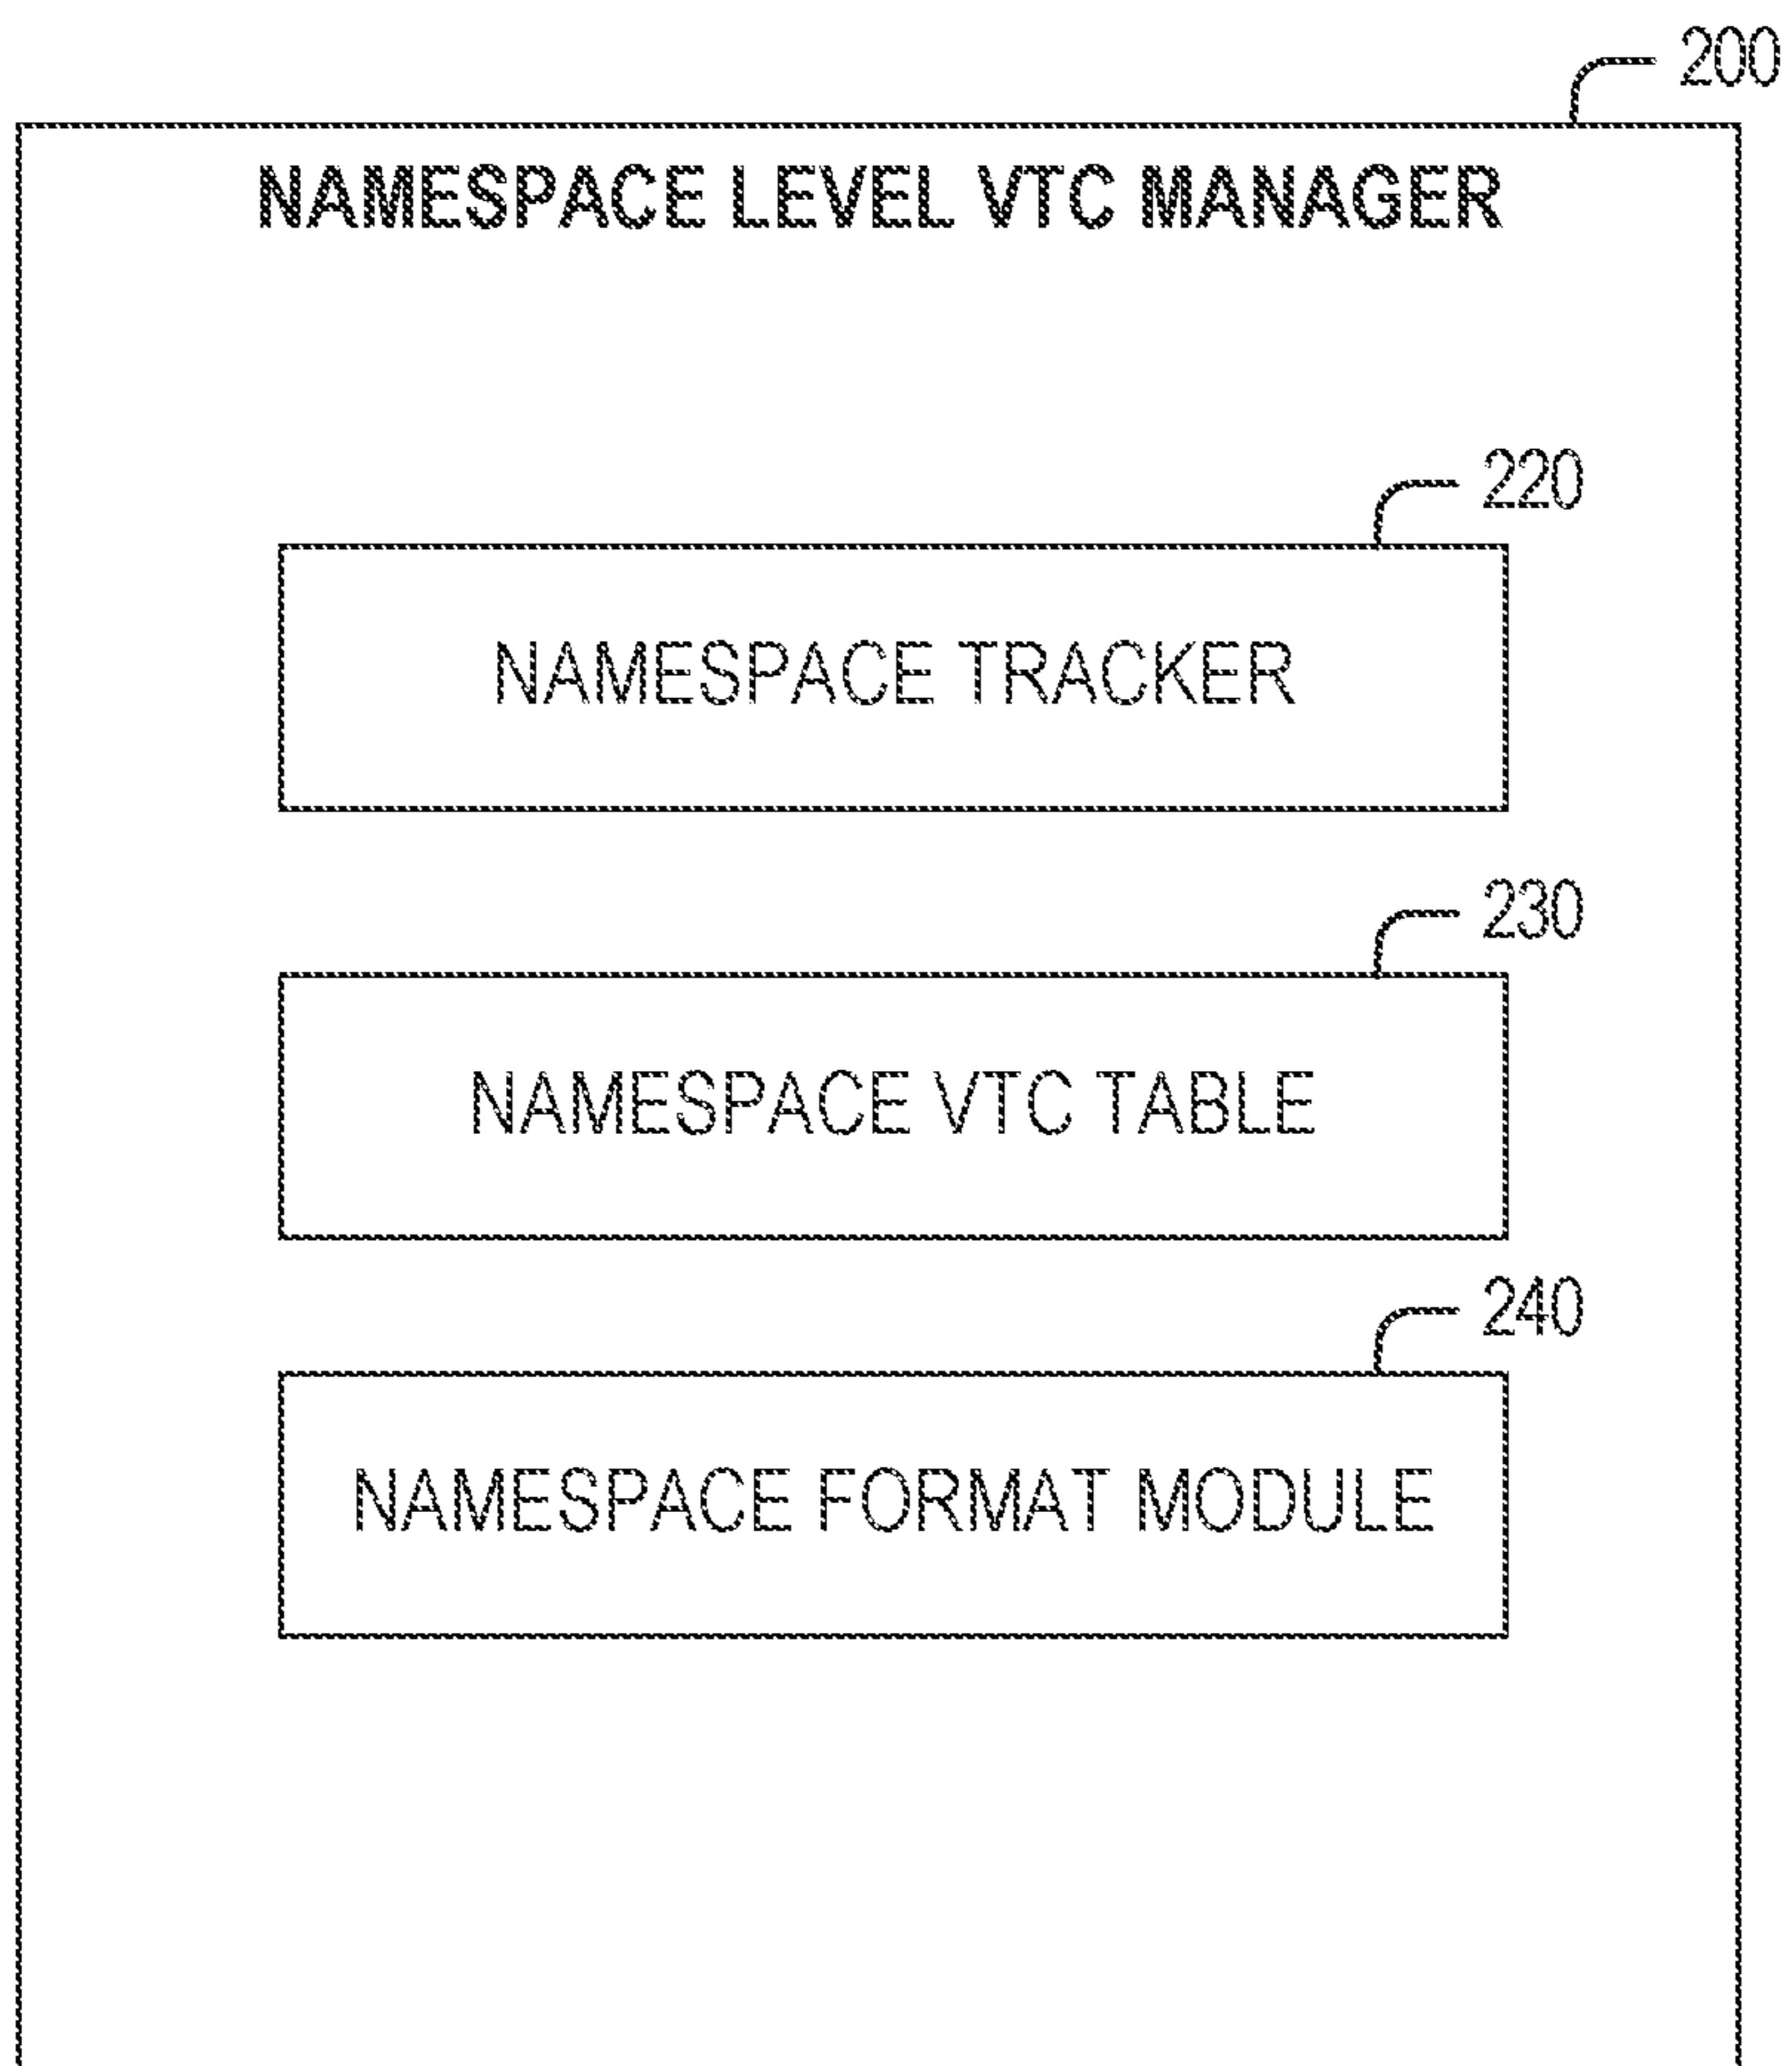 200
NAMESPACE LEVEL VTC MANAGER
220
NAMESPACE TRACKER
230
NAMESPACE VTC TABLE
240
NAMESPACE FORMAT MODULE